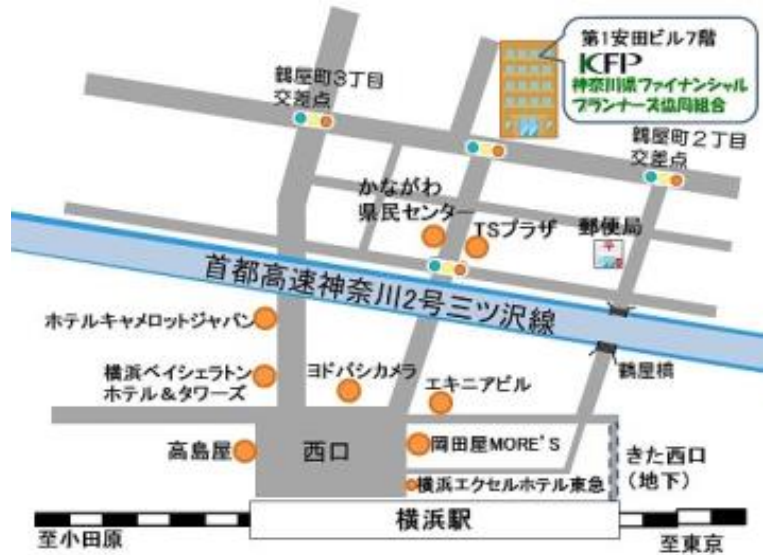 第1安田ビル7階
KFP
神奈川県ファイナンシャル
プランナーズ協同組合
鶴屋町3丁目
交差点
鶴屋町2丁目
交差点
かながわ
県民センター
TSプラザ
郵便局
首都高速神奈川2号三ツ沢線
ホテルキャメロットジャパン
横浜ベイシェラトン
ホテル&タワーズ
ヨドバシカメラ
エキニアビル
鶴屋橋
高島屋
西口
岡田屋MORE'S
きた西口
(地下)
横浜エクセルホテル東急
横浜駅
至小田原
至東京